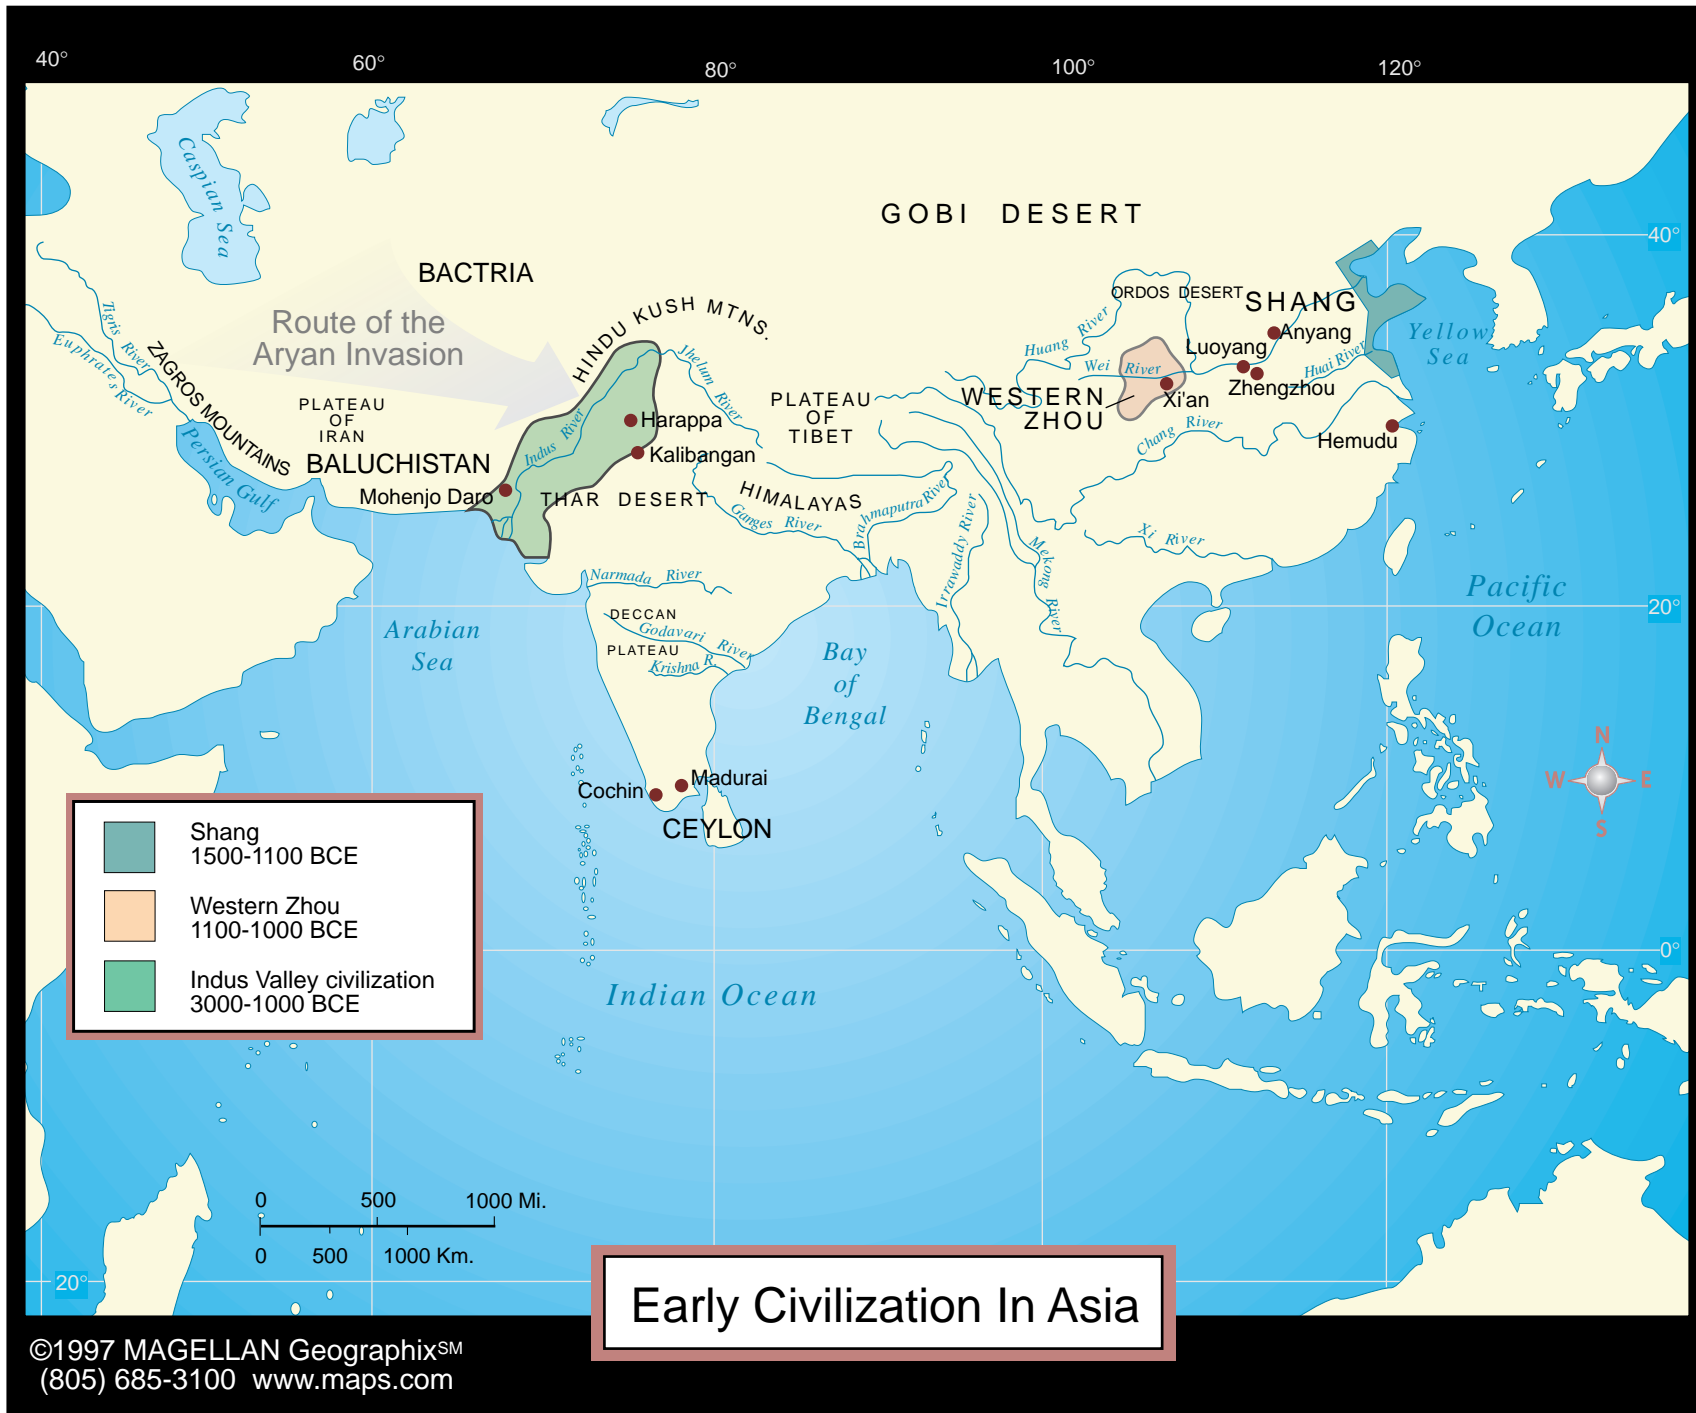 40°
60°
80°
100°
120°
Caspian Sea
GOBI DESERT
40°
BACTRIA
Route of the
Aryan Invasion
HINDU KUSH MTNS.
Tigris River
Euphrates River
ZAGROS MOUNTAINS
Persian Gulf
PLATEAU
OF
IRAN
BALUCHISTAN
Mohenjo Daro
Indus River
Harappa
Kalibangan
Jhelum River
THAR DESERT
PLATEAU
OF
TIBET
HIMALAYAS
Ganges River
Brahmaputra River
Irrawaddy River
Mekong River
ORDOS DESERT
SHANG
Anyang
Huang River
Luoyang
Wei River
Huai River
Zhengzhou
Xi'an
WESTERN
ZHOU
Yellow
Sea
Chang River
Hemudu
Xi River
Pacific
Ocean
20°
Narmada River
DECCAN
PLATEAU
Godavari River
Krishna R.
Arabian
Sea
Bay
of
Bengal
Cochin
Madurai
CEYLON
N
W
E
S
Shang
1500-1100 BCE
Western Zhou
1100-1000 BCE
Indus Valley civilization
3000-1000 BCE
0°
Indian Ocean
0 500 1000 Mi.
0 500 1000 Km.
20°
Early Civilization In Asia
©1997 MAGELLAN Geographix℠
(805) 685-3100 www.maps.com